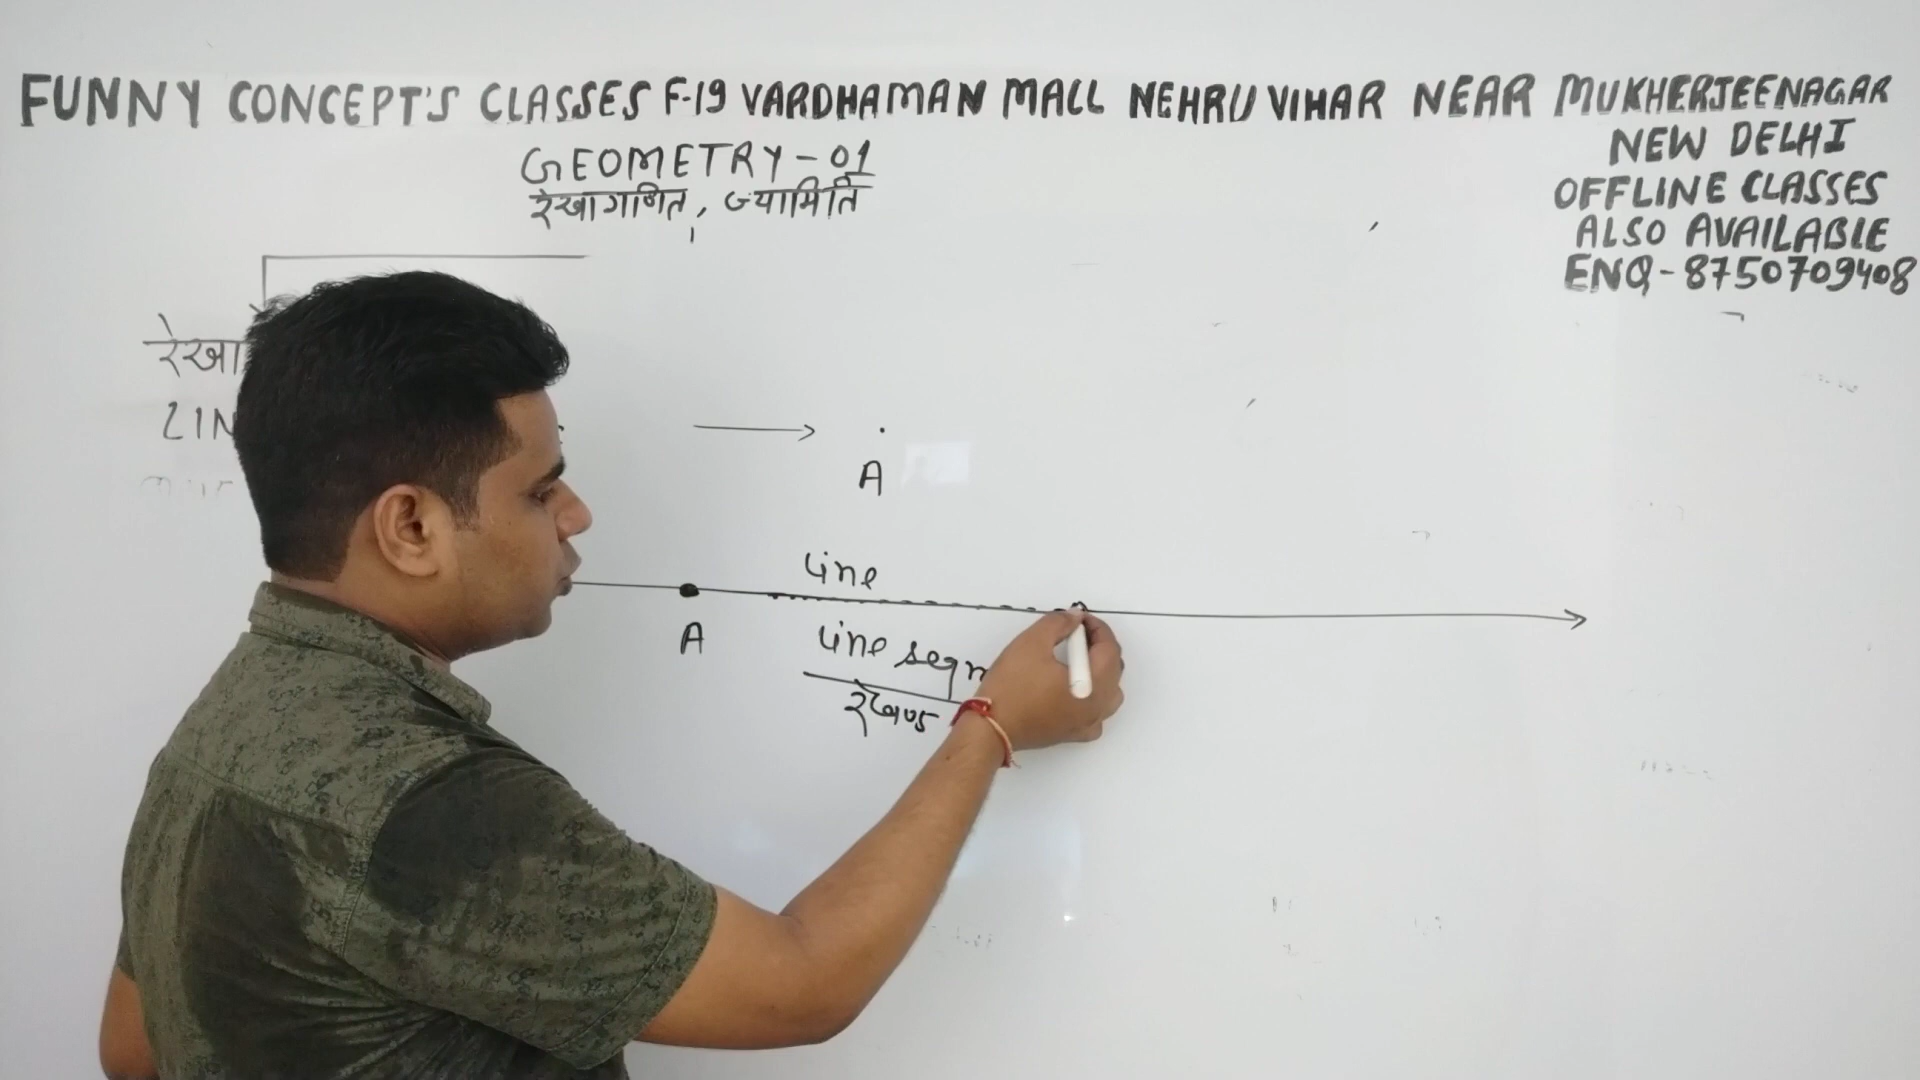 FUNNY CONCEPT'S CLASSES F-19 VARDHAMAN MALL NEHRU VIHAR NEAR MUKHERJEENAGAR
NEW DELHI
OFFLINE CLASSES
ALSO AVAILABLE
ENQ - 8750709408
GEOMETRY - 01
रेखागणित, ज्यामिति
रेखा
LIN
A
Line
A
Line segm